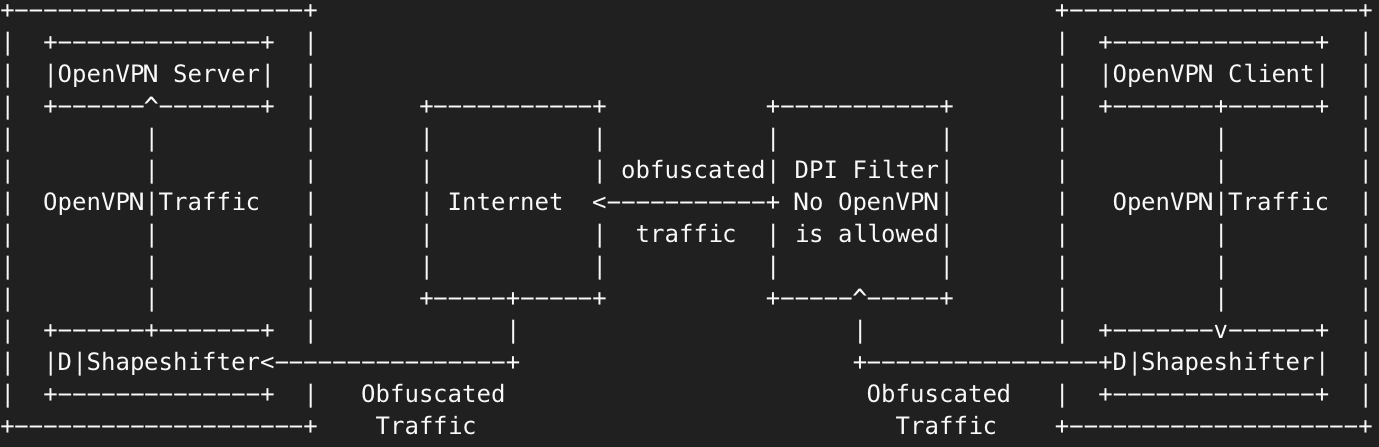 OpenVPN Server
OpenVPN Client
obfuscated
DPI Filter
OpenVPN|Traffic
Internet
No OpenVPN
OpenVPN|Traffic
traffic
is allowed
D|Shapeshifter
D|Shapeshifter
Obfuscated
Obfuscated
Traffic
Traffic